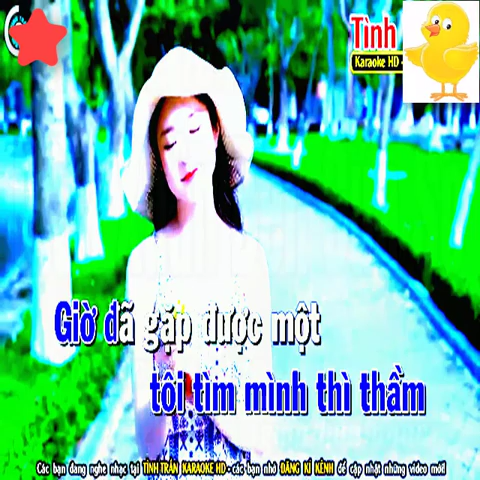 Tình
Karaoke HD -
Giờ đã gặp được một
tôi tìm mình thì thầm
Các bạn đang nghe nhạc tại TÌNH TRẦN KARAOKE HD - các bạn nhớ ĐĂNG KÍ KÊNH để cập nhật những video mới!